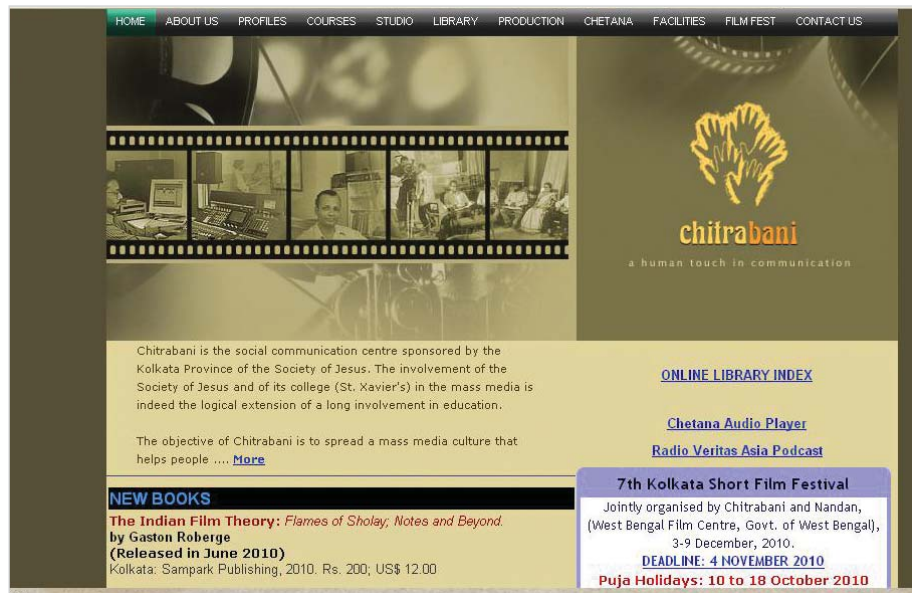 HOME ABOUT US PROFILES COURSES STUDIO LIBRARY PRODUCTION CHETANA FACILITIES FILM FEST CONTACT US
chitrabani
a human touch in communication
Chitrabani is the social communication centre sponsored by the
Kolkata Province of the Society of Jesus. The involvement of the
Society of Jesus and of its college (St. Xavier's) in the mass media is
indeed the logical extension of a long involvement in education.
The objective of Chitrabani is to spread a mass media culture that
helps people .... More
NEW BOOKS
The Indian Film Theory: Flames of Sholay; Notes and Beyond.
by Gaston Roberge
(Released in June 2010)
Kolkata: Sampark Publishing, 2010. Rs. 200; US$ 12.00
ONLINE LIBRARY INDEX
Chetana Audio Player
Radio Veritas Asia Podcast
7th Kolkata Short Film Festival
Jointly organised by Chitrabani and Nandan,
(West Bengal Film Centre, Govt. of West Bengal),
3-9 December, 2010.
DEADLINE: 4 NOVEMBER 2010
Puja Holidays: 10 to 18 October 2010